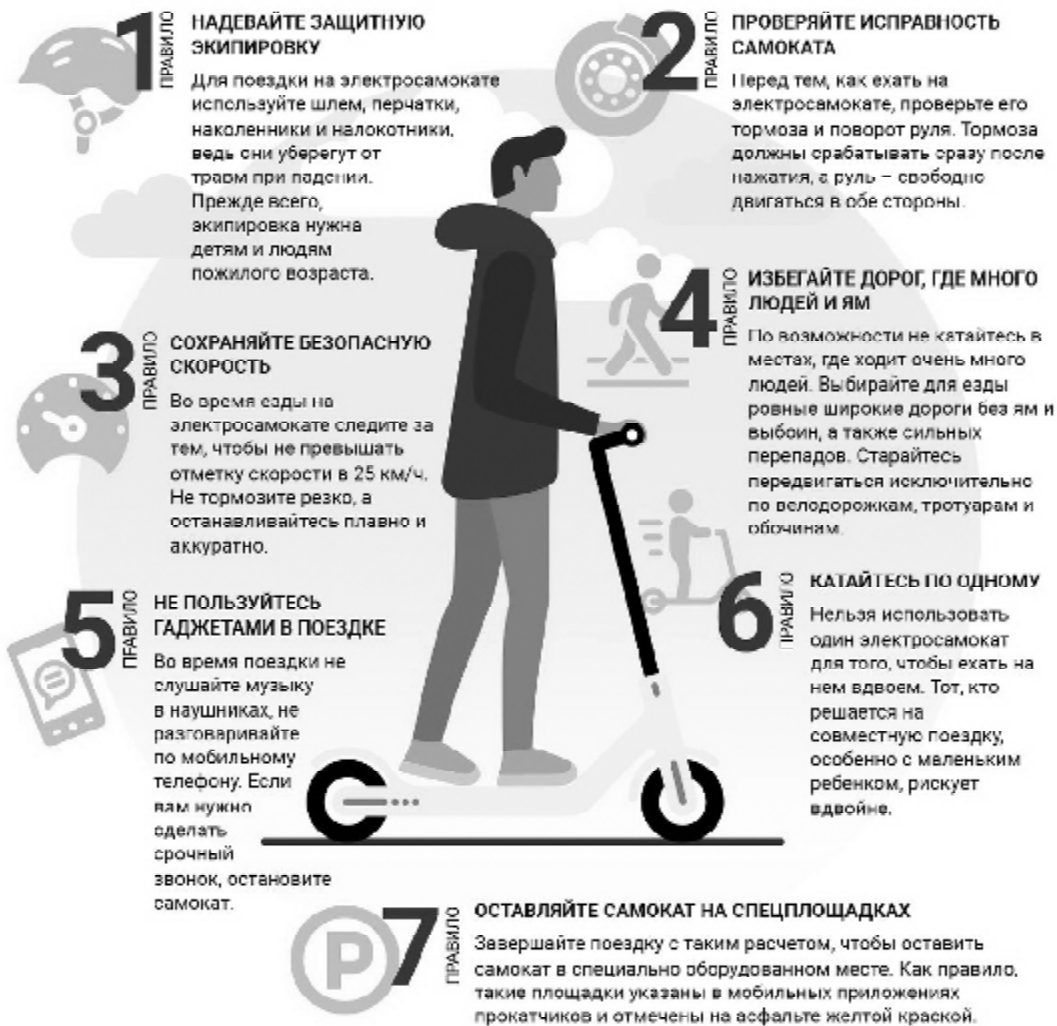 1
ПРАВИЛО
НАДЕВАЙТЕ ЗАЩИТНУЮ
ЭКИПИРОВКУ
Для поездки на электросамокате
используйте шлем, перчатки,
наколенники и налокотники,
ведь они уберегут от
травм при падении.
Прежде всего,
экипировка нужна
детям и людям
пожилого возраста.
2
ПРАВИЛО
ПРОВЕРЯЙТЕ ИСПРАВНОСТЬ
САМОКАТА
Перед тем, как ехать на
электросамокате, проверьте его
тормоза и поворот руля. Тормоза
должны срабатывать сразу после
нажатия, а руль – свободно
двигаться в обе стороны.
3
ПРАВИЛО
СОХРАНЯЙТЕ БЕЗОПАСНУЮ
СКОРОСТЬ
Во время езды на
электросамокате следите за
тем, чтобы не превышать
отметку скорости в 25 км/ч.
Не тормозите резко, а
останавливайтесь плавно и
аккуратно.
4
ПРАВИЛО
ИЗБЕГАЙТЕ ДОРОГ, ГДЕ МНОГО
ЛЮДЕЙ И ЯМ
По возможности не катайтесь в
местах, где ходит очень много
людей. Выбирайте для езды
ровные широкие дороги без ям и
выбоин, а также сильных
перепадов. Старайтесь
передвигаться исключительно
по велодорожкам, тротуарам и
обочинам.
5
ПРАВИЛО
НЕ ПОЛЬЗУЙТЕСЬ
ГАДЖЕТАМИ В ПОЕЗДКЕ
Во время поездки не
слушайте музыку
в наушниках, не
разговаривайте
по мобильному
телефону. Если
вам нужно
сделать
срочный
звонок, остановите
самокат.
6
ПРАВИЛО
КАТАЙТЕСЬ ПО ОДНОМУ
Нельзя использовать
один электросамокат
для того, чтобы ехать на
нем вдвоем. Тот, кто
решается на
совместную поездку,
особенно с маленьким
ребенком, рискует
вдвойне.
P
7
ПРАВИЛО
ОСТАВЛЯЙТЕ САМОКАТ НА СПЕЦПЛОЩАДКАХ
Завершайте поездку с таким расчетом, чтобы оставить
самокат в специально оборудованном месте. Как правило,
такие площадки указаны в мобильных приложениях
прокатчиков и отмечены на асфальте желтой краской.